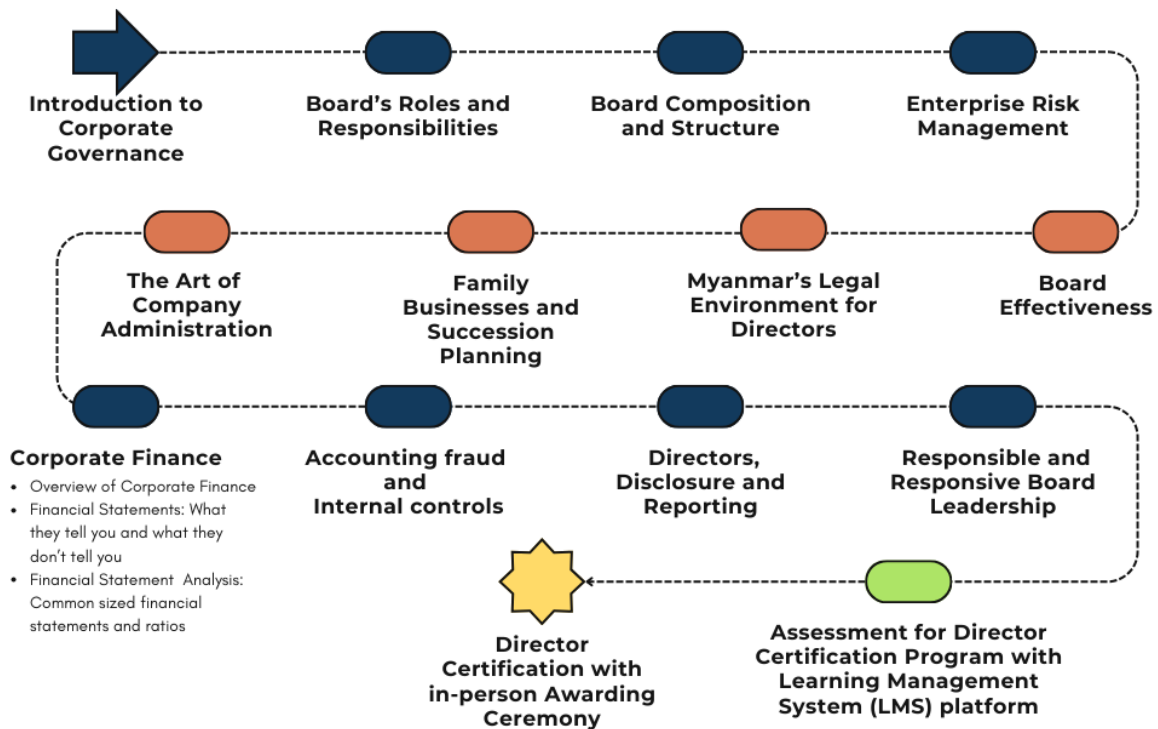 Introduction to
Corporate
Governance
Board's Roles and
Responsibilities
Board Composition
and Structure
Enterprise Risk
Management
The Art of
Company
Administration
Family
Businesses and
Succession
Planning
Myanmar's Legal
Environment for
Directors
Board
Effectiveness
Corporate Finance
• Overview of Corporate Finance
• Financial Statements: What
they tell you and what they
don't tell you
• Financial Statement Analysis:
Common sized financial
statements and ratios
Accounting fraud
and
Internal controls
Directors,
Disclosure and
Reporting
Responsible and
Responsive Board
Leadership
Director
Certification with
in-person Awarding
Ceremony
Assessment for Director
Certification Program with
Learning Management
System (LMS) platform